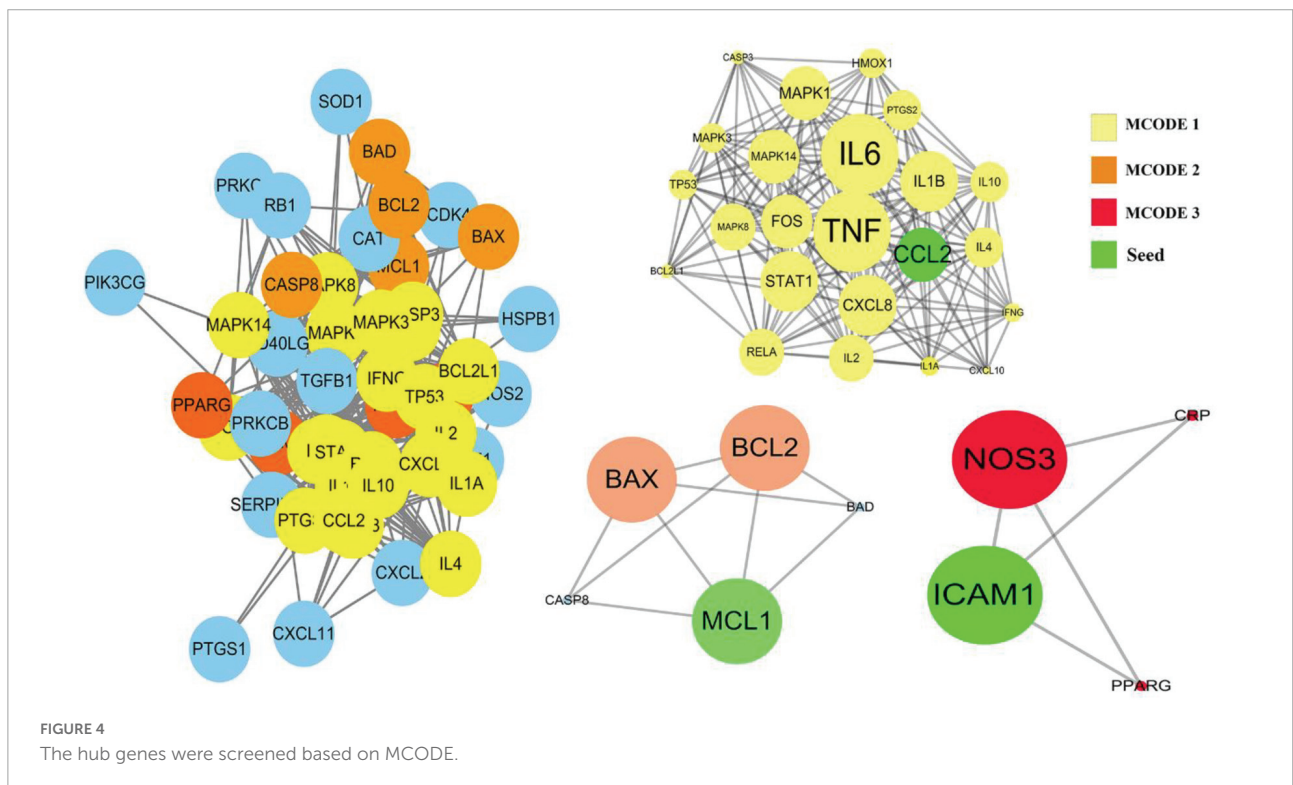 SOD1
BAD
PRKC
RB1
BCL2
CDK4
CAT
BAX
MCL1
PIK3CG
CASP8
APK8
MAPK14
MAPK
MAPK3
SP3
HSPB1
D40LG
TGFB1
IFNG
BCL2L1
PPARG
PRKCB
TP53
OS2
IL2
STA
CXCL
IL10
IL1A
SERPI
PTG
CCL2
IL4
CXCL
PTGS1
CXCL11
CASP3
HMOX1
MAPK1
PTGS2
MAPK3
MAPK14
IL6
TP53
IL1B
IL10
MAPK8
FOS
TNF
IL4
BCL2L1
STAT1
CCL2
CXCL8
IFNG
RELA
IL2
IL1A
CXCL10
MCODE 1
MCODE 2
MCODE 3
Seed
BAX
BCL2
BAD
CASP8
MCL1
CRP
NOS3
ICAM1
PPARG
FIGURE 4
The hub genes were screened based on MCODE.